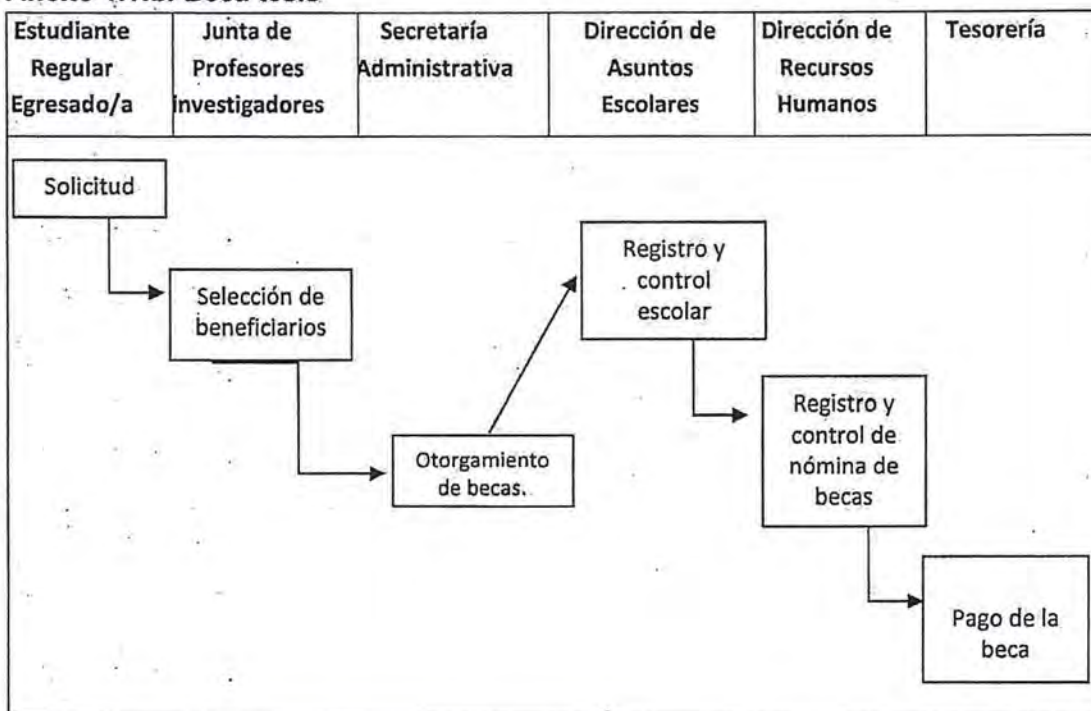 Estudiante
Regular
Egresado/a
Junta de
Profesores
investigadores
Secretaría
Administrativa
Dirección de
Asuntos
Escolares
Dirección de
Recursos
Humanos
Tesorería
Solicitud
Selección de
beneficiarios
Otorgamiento
de becas.
Registro y
control
escolar
Registro y
control de
nómina de
becas
Pago de la
beca